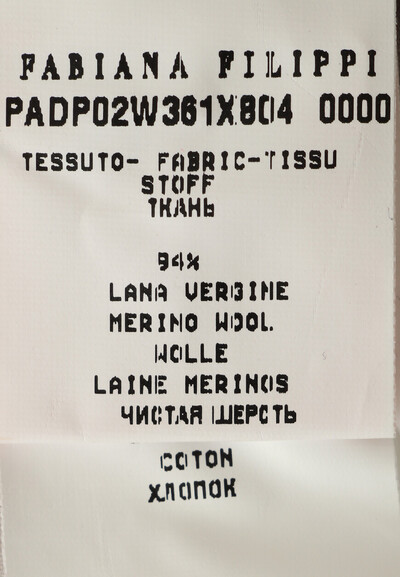 FABIANA FILIPPI
PADP02W361X804 0000
TESSUTO- FABRIC-TISSU
STOFF
ТКАНЬ
94%
LANA VERGINE
MERINO WOOL
WOLLE
LAINE MERINOS
ЧИСТАЯ ШЕРСТЬ
COTON
ХЛОПОК